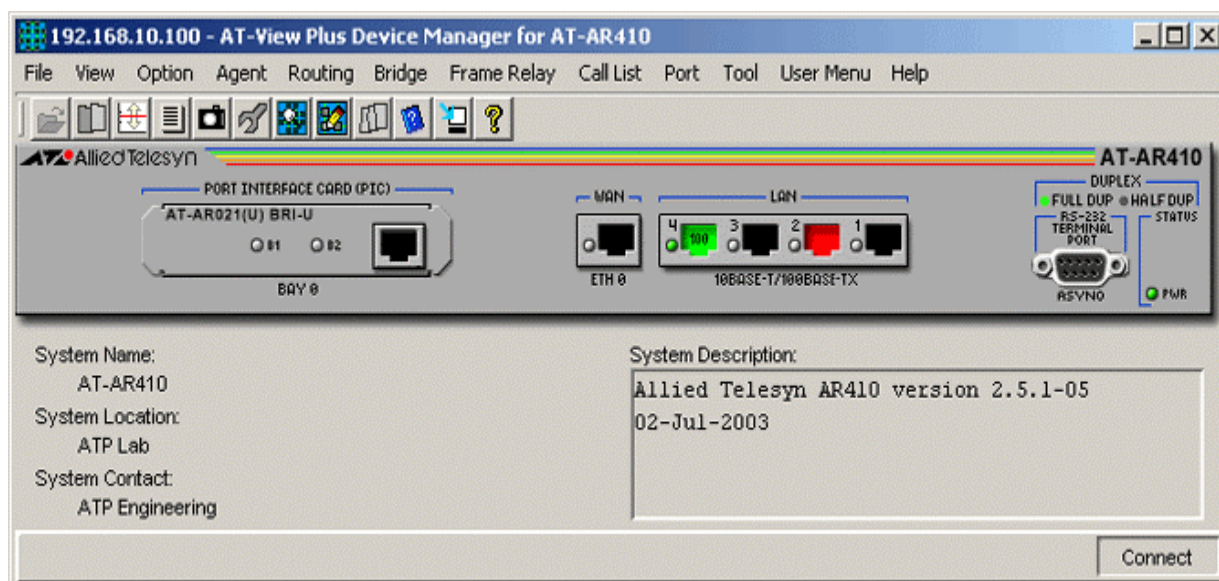 192.168.10.100 - AT-View Plus Device Manager for AT-AR410
File View Option Agent Routing Bridge Frame Relay Call List Port Tool User Menu Help
Allied Telesyn
AT-AR410
PORT INTERFACE CARD (PIC)
AT-AR021(U) BRI-U
B1 B2
BAY 0
WAN
ETH 0
LAN
4 3 2 1
100
10BASE-T/100BASE-TX
DUPLEX
FULL DUP HALF DUP
RS-232
TERMINAL
PORT
ASYN0
STATUS
PWR
System Name:
AT-AR410
System Location:
ATP Lab
System Contact:
ATP Engineering
System Description:
Allied Telesyn AR410 version 2.5.1-05
02-Jul-2003
Connect